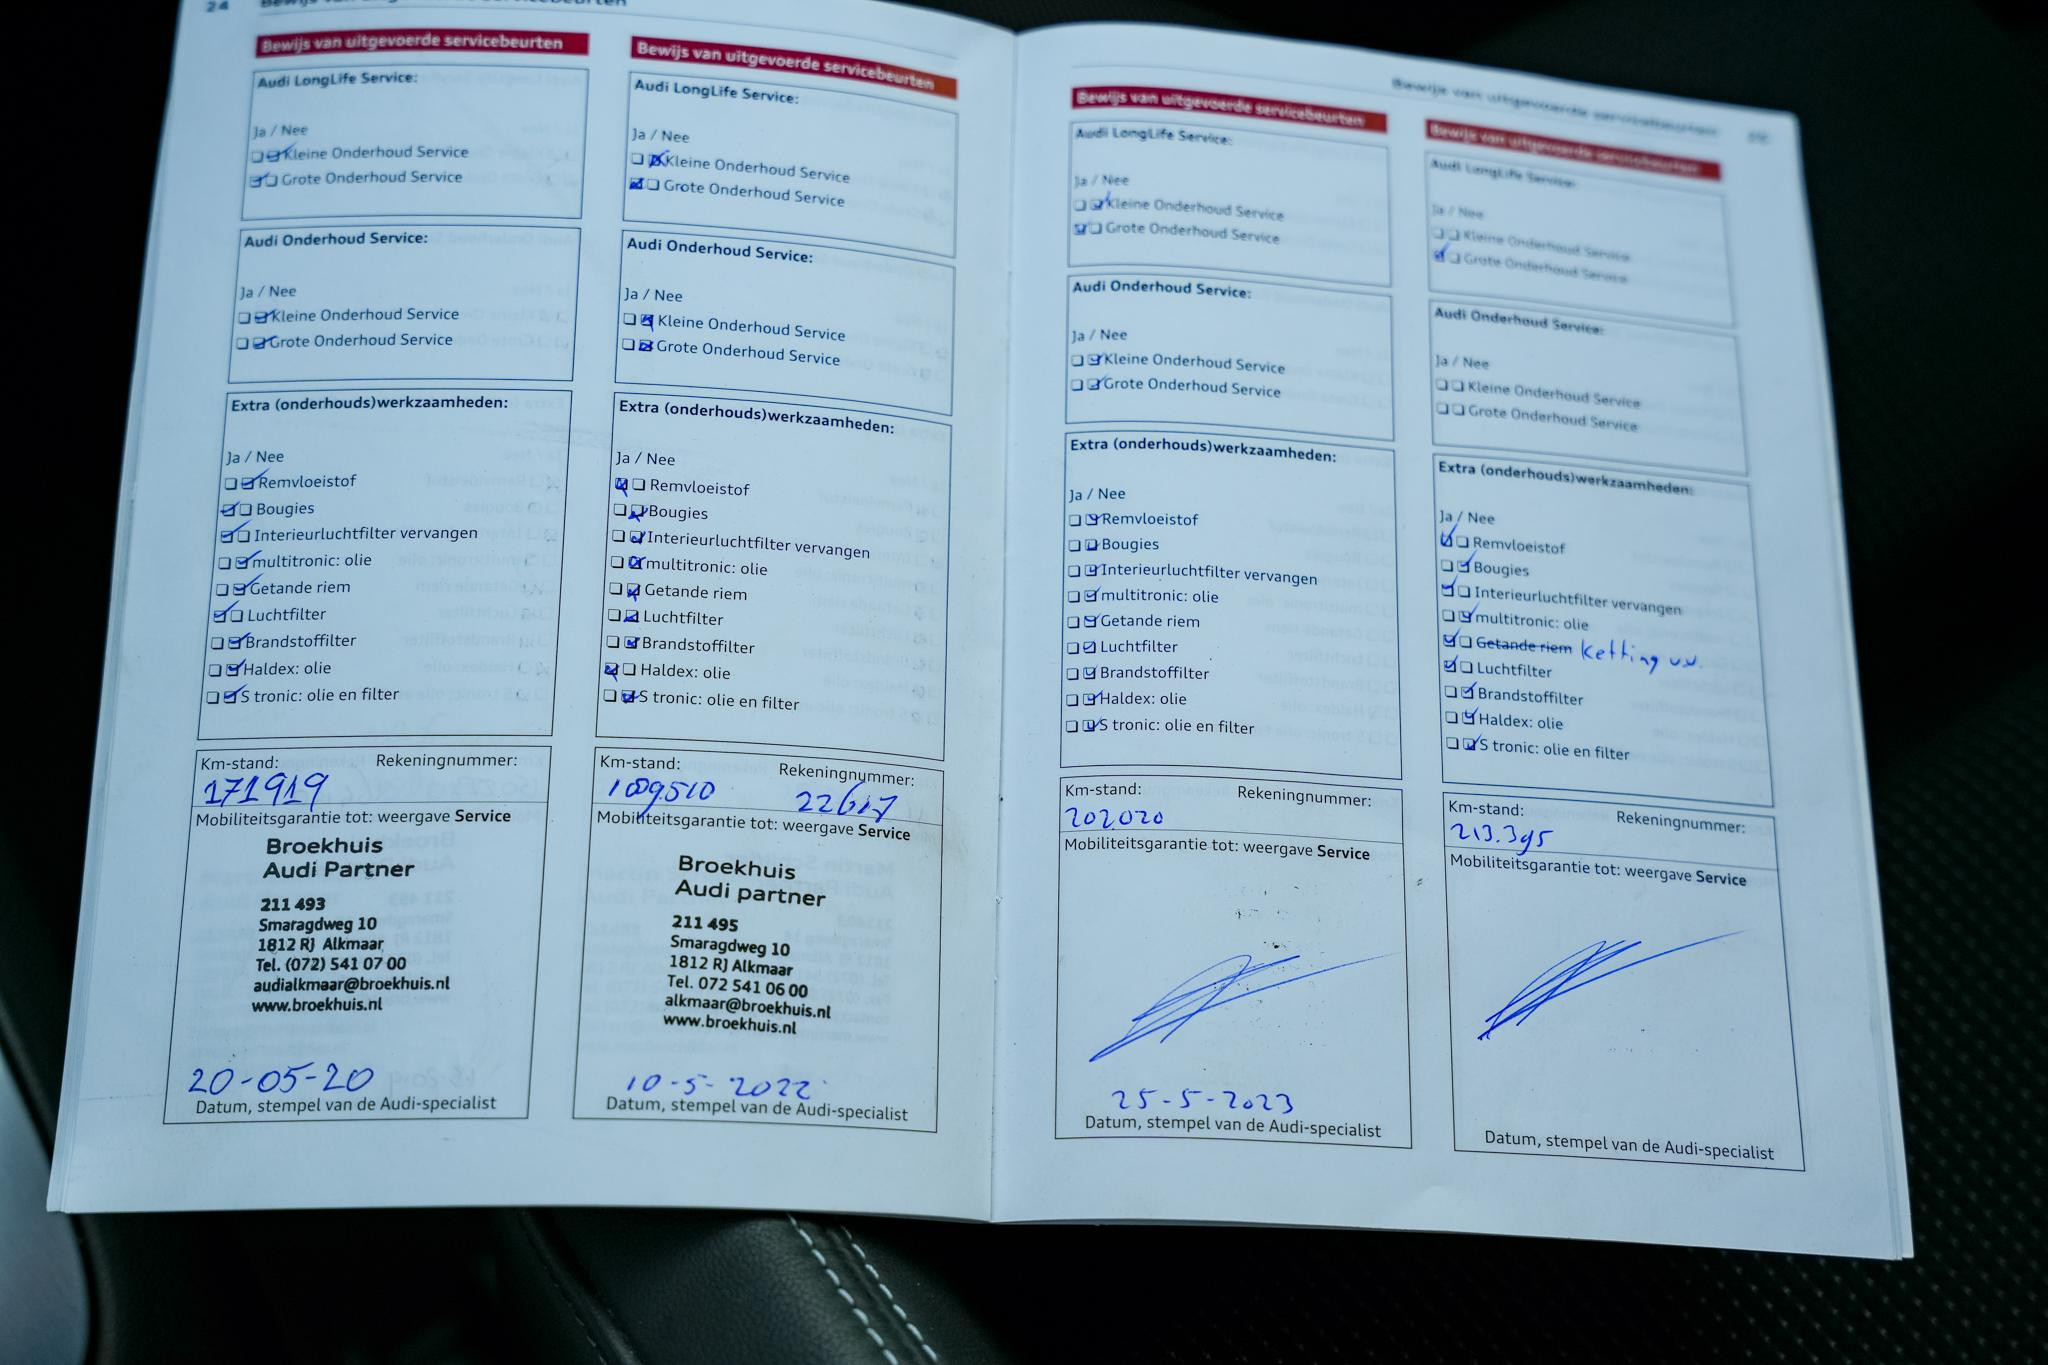 24 Bewijs van uitgevoerde servicebeurten
Bewijs van uitgevoerde servicebeurten
Audi LongLife Service:
Ja / Nee
Kleine Onderhoud Service
Grote Onderhoud Service
Audi Onderhoud Service:
Ja / Nee
Kleine Onderhoud Service
Grote Onderhoud Service
Extra (onderhouds)werkzaamheden:
Ja / Nee
Remvloeistof
Bougies
Interieurluchtfilter vervangen
multitronic: olie
Getande riem
Luchtfilter
Brandstoffilter
Haldex: olie
S tronic: olie en filter
Km-stand: Rekeningnummer:
171919
Mobiliteitsgarantie tot: weergave Service
Broekhuis
Audi Partner
211 493
Smaragdweg 10
1812 RJ Alkmaar
Tel. (072) 541 07 00
audialkmaar@broekhuis.nl
www.broekhuis.nl
20-05-20
Datum, stempel van de Audi-specialist
Bewijs van uitgevoerde servicebeurten
Audi LongLife Service:
Ja / Nee
Kleine Onderhoud Service
Grote Onderhoud Service
Audi Onderhoud Service:
Ja / Nee
Kleine Onderhoud Service
Grote Onderhoud Service
Extra (onderhouds)werkzaamheden:
Ja / Nee
Remvloeistof
Bougies
Interieurluchtfilter vervangen
multitronic: olie
Getande riem
Luchtfilter
Brandstoffilter
Haldex: olie
S tronic: olie en filter
Km-stand: Rekeningnummer:
Mobiliteitsgarantie tot: weergave Service
Broekhuis
Audi partner
211 495
Smaragdweg 10
1812 RJ Alkmaar
Tel. 072 541 06 00
alkmaar@broekhuis.nl
www.broekhuis.nl
10-5-2022
Datum, stempel van de Audi-specialist
Bewijs van uitgevoerde servicebeurten
Bewijs van uitgevoerde servicebeurten
Audi LongLife Service:
Ja / Nee
Kleine Onderhoud Service
Grote Onderhoud Service
Audi Onderhoud Service:
Ja / Nee
Kleine Onderhoud Service
Grote Onderhoud Service
Extra (onderhouds)werkzaamheden:
Ja / Nee
Remvloeistof
Bougies
Interieurluchtfilter vervangen
multitronic: olie
Getande riem
Luchtfilter
Brandstoffilter
Haldex: olie
S tronic: olie en filter
Km-stand: Rekeningnummer:
202020
Mobiliteitsgarantie tot: weergave Service
25-5-2023
Datum, stempel van de Audi-specialist
Bewijs van uitgevoerde servicebeurten
Audi LongLife Service:
Ja / Nee
Kleine Onderhoud Service
Grote Onderhoud Service
Audi Onderhoud Service:
Ja / Nee
Kleine Onderhoud Service
Grote Onderhoud Service
Extra (onderhouds)werkzaamheden:
Ja / Nee
Remvloeistof
Bougies
Interieurluchtfilter vervangen
multitronic: olie
Getande riem Ketting
Luchtfilter
Brandstoffilter
Haldex: olie
S tronic: olie en filter
Km-stand: Rekeningnummer:
213.395
Mobiliteitsgarantie tot: weergave Service
Datum, stempel van de Audi-specialist